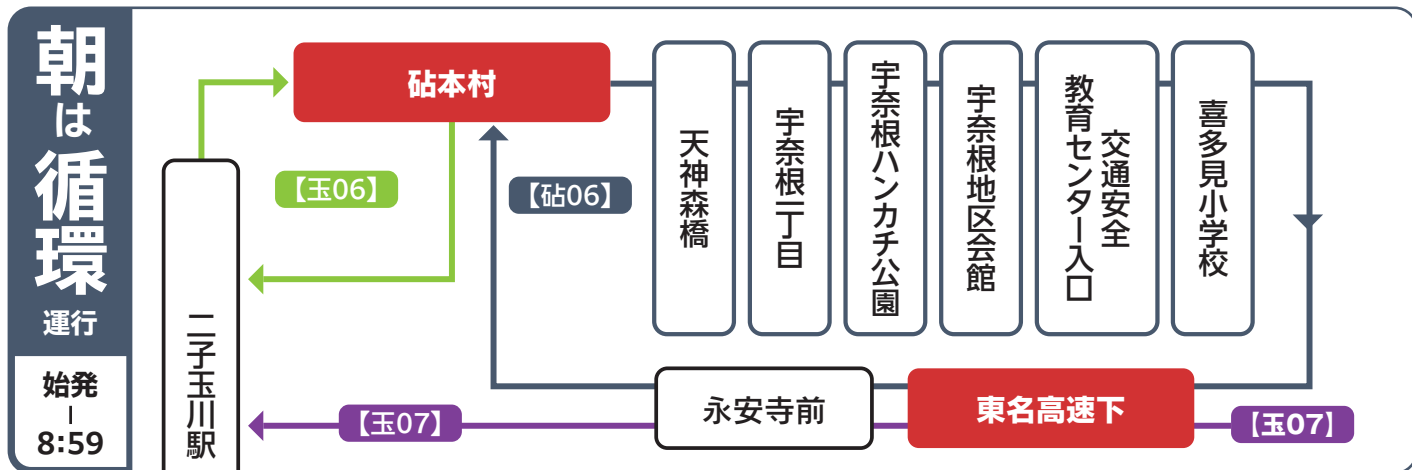 朝
は
循
環
運行
始発
|
8:59
二子玉川駅
砧本村
【玉06】
【砧06】
天神森橋
宇奈根一丁目
宇奈根ハンカチ公園
宇奈根地区会館
交通安全
教育センター入口
喜多見小学校
永安寺前
東名高速下
【玉07】
【玉07】